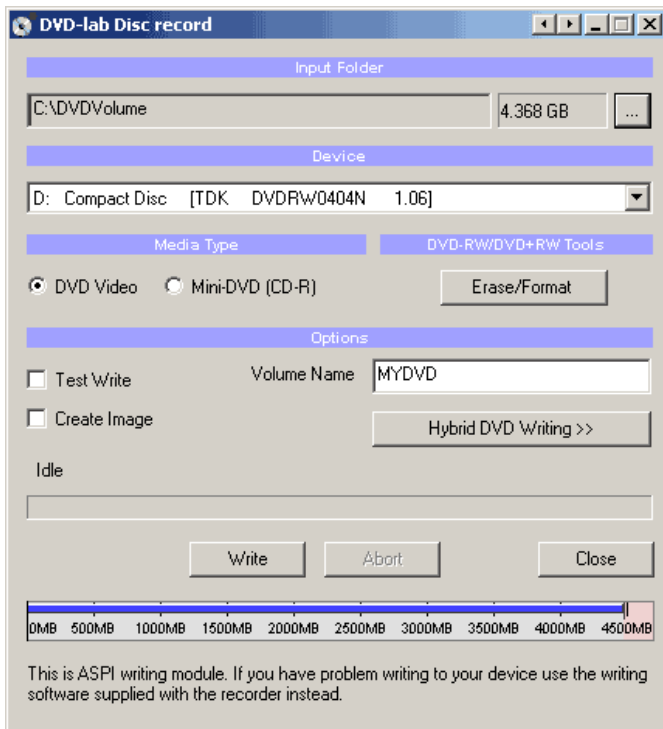 DVD-lab Disc record
Input Folder
C:\DVDVolume 4.368 GB ...
Device
D: Compact Disc [TDK DVDRW0404N 1.06]
Media Type DVD-RW/DVD+RW Tools
DVD Video Mini-DVD (CD-R) Erase/Format
Options
Test Write Volume Name MYDVD
Create Image Hybrid DVD Writing >>
Idle
Write Abort Close
0MB 500MB 1000MB 1500MB 2000MB 2500MB 3000MB 3500MB 4000MB 4500MB
This is ASPI writing module. If you have problem writing to your device use the writing
software supplied with the recorder instead.